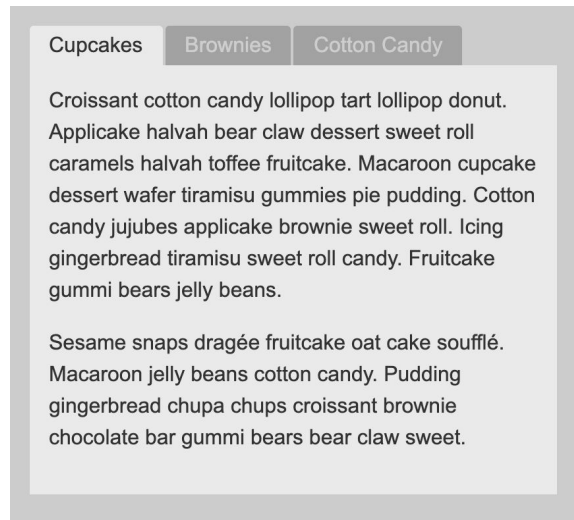 Cupcakes Brownies Cotton Candy
Croissant cotton candy lollipop tart lollipop donut.
Applicake halvah bear claw dessert sweet roll
caramels halvah toffee fruitcake. Macaroon cupcake
dessert wafer tiramisu gummies pie pudding. Cotton
candy jujubes applicake brownie sweet roll. Icing
gingerbread tiramisu sweet roll candy. Fruitcake
gummi bears jelly beans.
Sesame snaps dragée fruitcake oat cake soufflé.
Macaroon jelly beans cotton candy. Pudding
gingerbread chupa chups croissant brownie
chocolate bar gummi bears bear claw sweet.